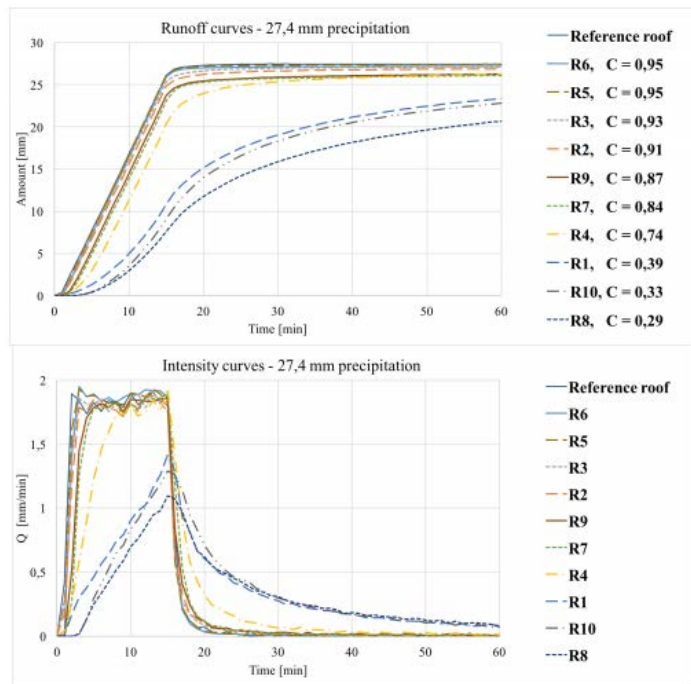 Runoff curves - 27,4 mm precipitation
30
25
20
15
10
5
0
Amount [mm]
0 10 20 30 40 50 60
Time [min]
Reference roof
R6, C = 0,95
R5, C = 0,95
R3, C = 0,93
R2, C = 0,91
R9, C = 0,87
R7, C = 0,84
R4, C = 0,74
R1, C = 0,39
R10, C = 0,33
R8, C = 0,29
Intensity curves - 27,4 mm precipitation
2
1,5
1
0,5
0
Q [mm/min]
0 10 20 30 40 50 60
Time [min]
Reference roof
R6
R5
R3
R2
R9
R7
R4
R1
R10
R8